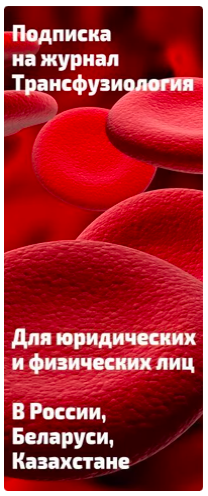 Подписка
на журнал
Трансфузиология
Для юридических
и физических лиц
В России,
Беларуси,
Казахстане